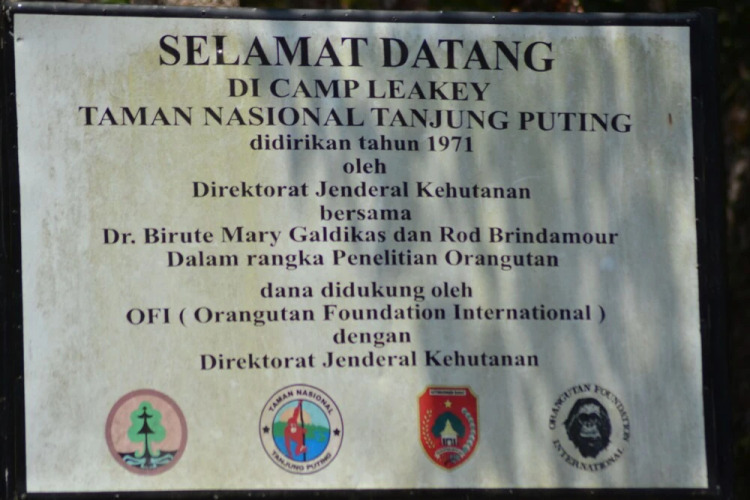 SELAMAT DATANG
DI CAMP LEAKEY
TAMAN NASIONAL TANJUNG PUTING
didirikan tahun 1971
oleh
Direktorat Jenderal Kehutanan
bersama
Dr. Birute Mary Galdikas dan Rod Brindamour
Dalam rangka Penelitian Orangutan
dana didukung oleh
OFI ( Orangutan Foundation International )
dengan
Direktorat Jenderal Kehutanan
TAMAN NASIONAL
TANJUNG PUTING
ORANGUTAN FOUNDATION
INTERNATIONAL